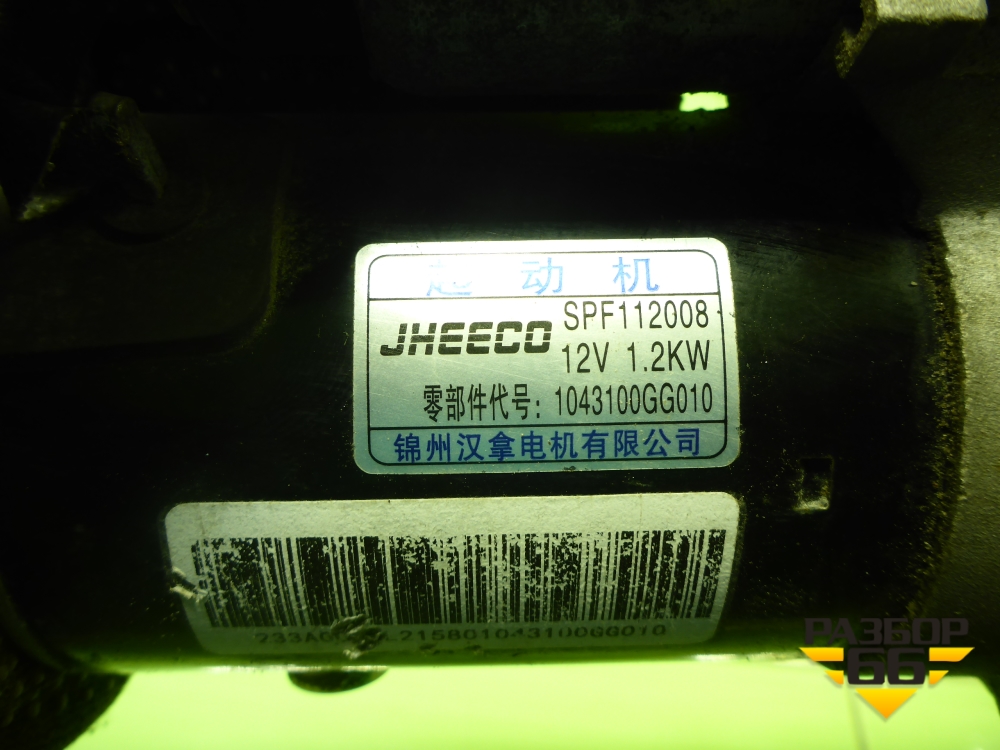 起动机
JHEECO
SPF112008
12V 1.2KW
零部件代号: 1043100GG010
锦州汉拿电机有限公司
215801043100GG010
РАЗБОР
66